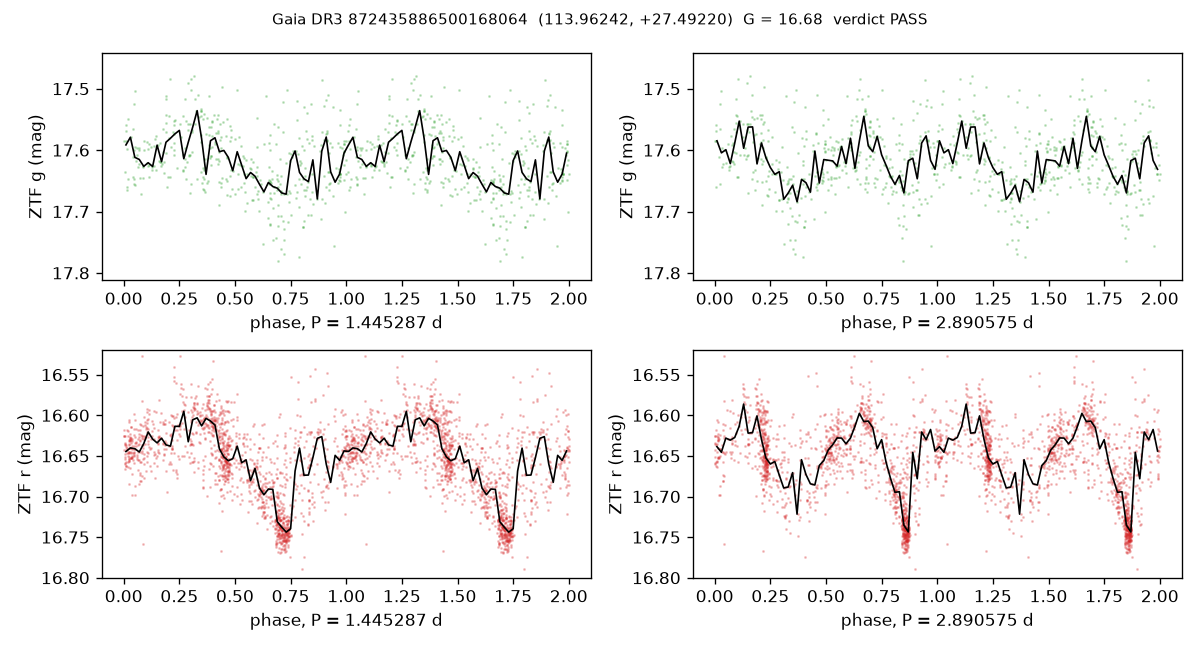 Gaia DR3 872435886500168064 (113.96242, +27.49220) G = 16.68 verdict PASS
ZTF g (mag)
17.5
17.6
17.7
17.8
0.00 0.25 0.50 0.75 1.00 1.25 1.50 1.75 2.00
phase, P = 1.445287 d
ZTF g (mag)
17.5
17.6
17.7
17.8
0.00 0.25 0.50 0.75 1.00 1.25 1.50 1.75 2.00
phase, P = 2.890575 d
ZTF r (mag)
16.55
16.60
16.65
16.70
16.75
16.80
0.00 0.25 0.50 0.75 1.00 1.25 1.50 1.75 2.00
phase, P = 1.445287 d
ZTF r (mag)
16.55
16.60
16.65
16.70
16.75
16.80
0.00 0.25 0.50 0.75 1.00 1.25 1.50 1.75 2.00
phase, P = 2.890575 d